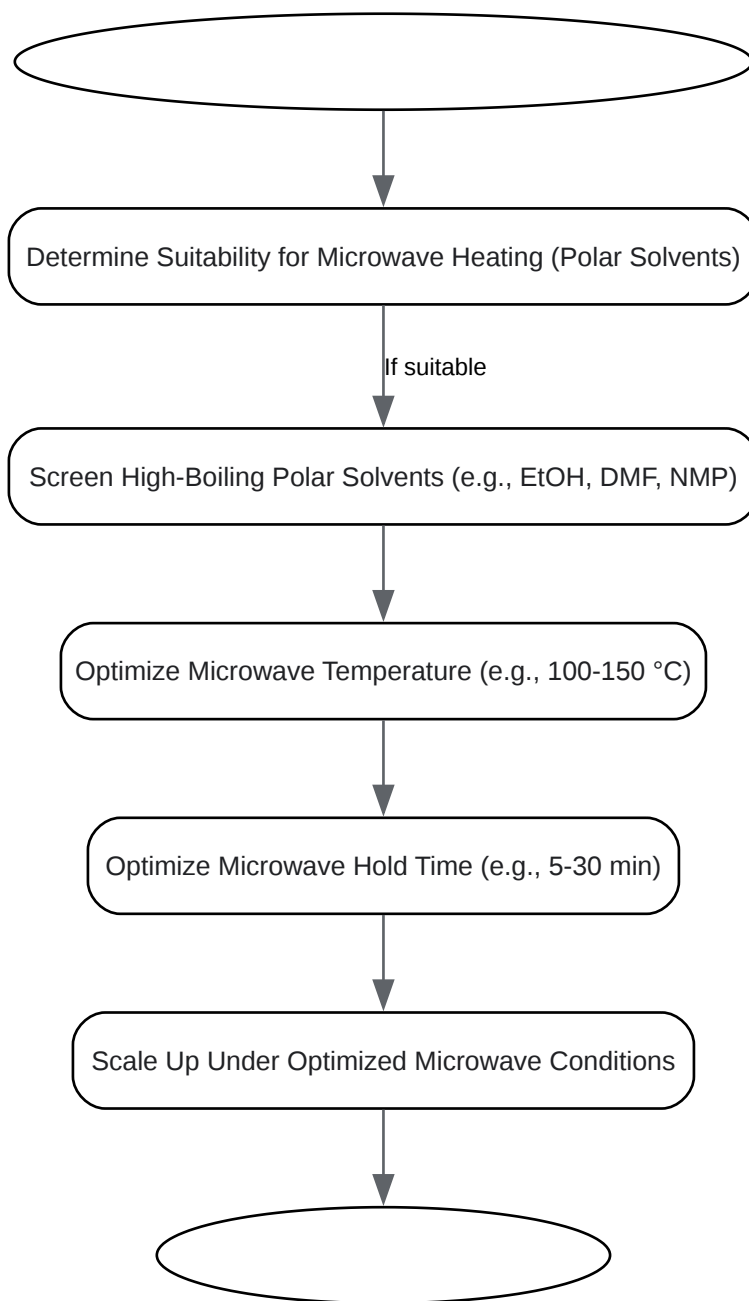 Determine Suitability for Microwave Heating (Polar Solvents)
If suitable
Screen High-Boiling Polar Solvents (e.g., EtOH, DMF, NMP)
Optimize Microwave Temperature (e.g., 100-150 °C)
Optimize Microwave Hold Time (e.g., 5-30 min)
Scale Up Under Optimized Microwave Conditions